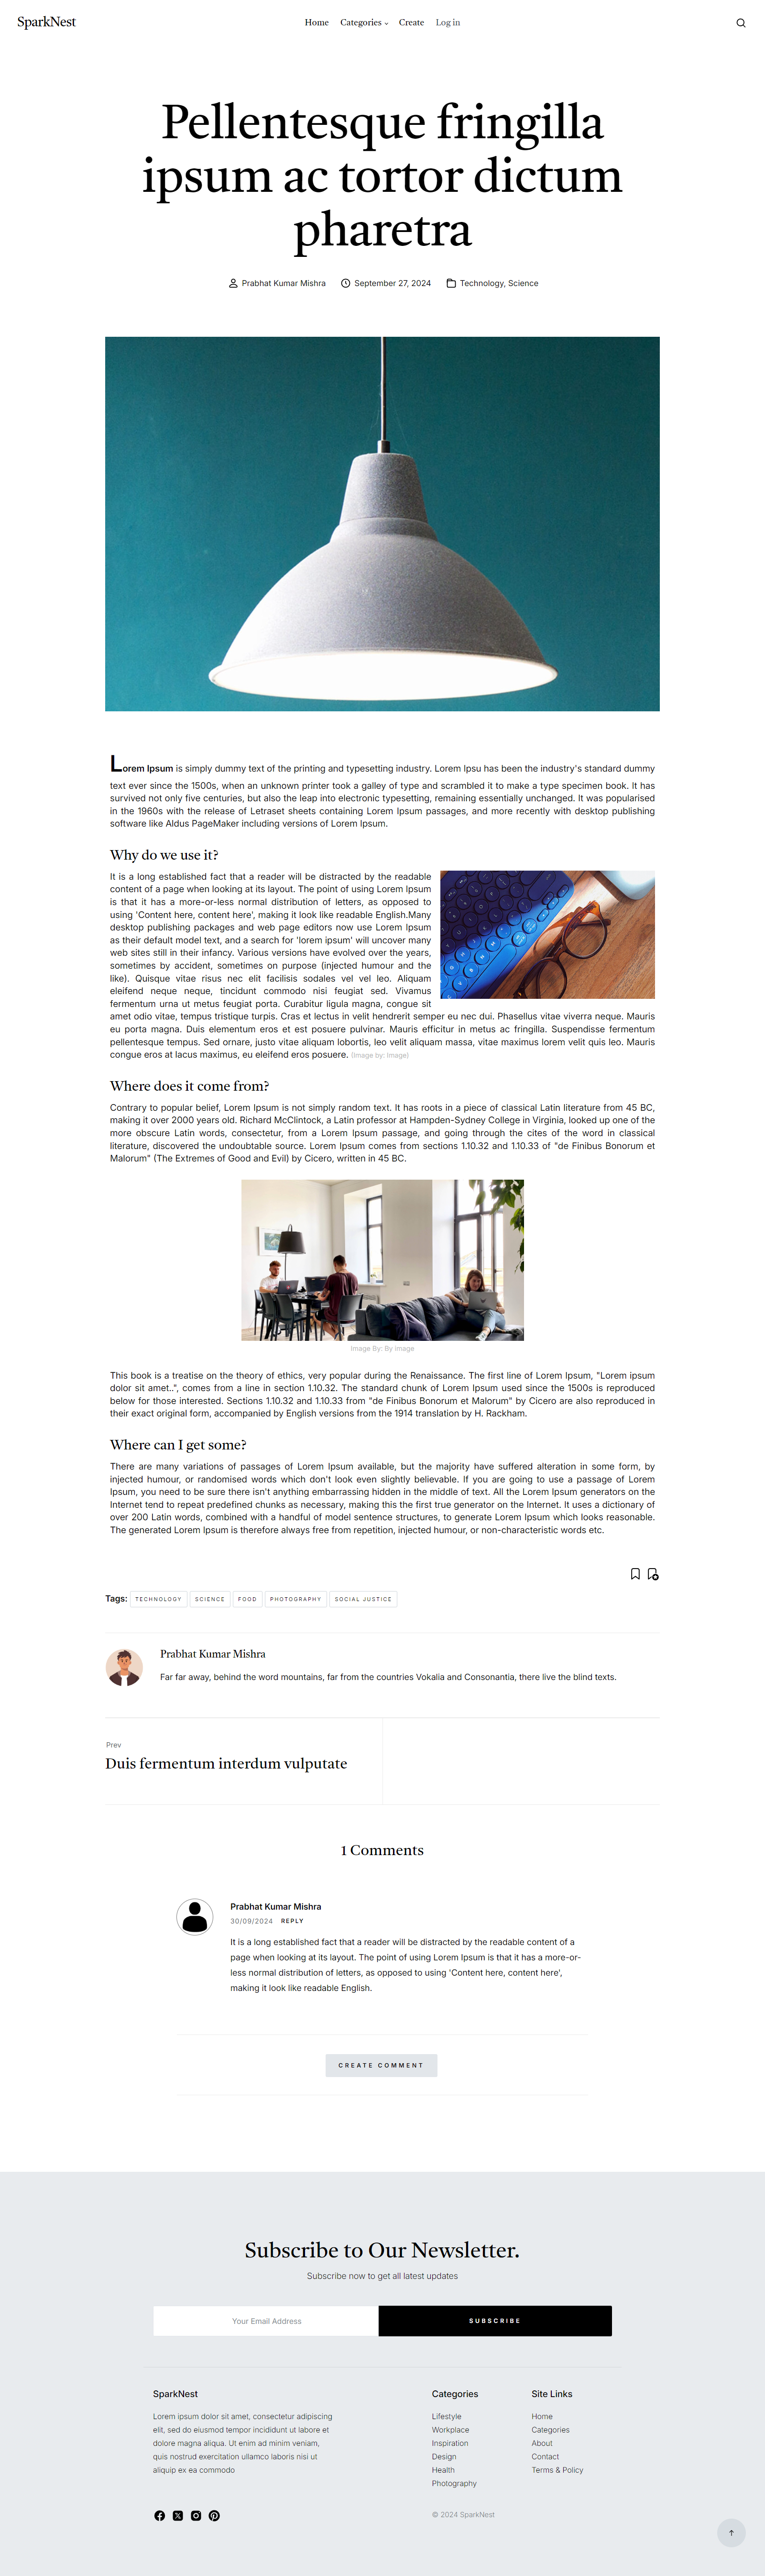 SparkNest
Home Categories Create Log in
Pellentesque fringilla
ipsum ac tortor dictum
pharetra
Prabhat Kumar Mishra September 27, 2024 Technology, Science
Lorem Ipsum is simply dummy text of the printing and typesetting industry. Lorem Ipsu has been the industry's standard dummy
text ever since the 1500s, when an unknown printer took a galley of type and scrambled it to make a type specimen book. It has
survived not only five centuries, but also the leap into electronic typesetting, remaining essentially unchanged. It was popularised
in the 1960s with the release of Letraset sheets containing Lorem Ipsum passages, and more recently with desktop publishing
software like Aldus PageMaker including versions of Lorem Ipsum.
Why do we use it?
It is a long established fact that a reader will be distracted by the readable
content of a page when looking at its layout. The point of using Lorem Ipsum
is that it has a more-or-less normal distribution of letters, as opposed to
using 'Content here, content here', making it look like readable English.Many
desktop publishing packages and web page editors now use Lorem Ipsum
as their default model text, and a search for 'lorem ipsum' will uncover many
web sites still in their infancy. Various versions have evolved over the years,
sometimes by accident, sometimes on purpose (injected humour and the
like). Quisque vitae risus nec elit facilisis sodales vel vel leo. Aliquam
eleifend neque neque, tincidunt commodo nisi feugiat sed. Vivamus
fermentum urna ut metus feugiat porta. Curabitur ligula magna, congue sit
amet odio vitae, tempus tristique turpis. Cras et lectus in velit hendrerit semper eu nec dui. Phasellus vitae viverra neque. Mauris
eu porta magna. Duis elementum eros et est posuere pulvinar. Mauris efficitur in metus ac fringilla. Suspendisse fermentum
pellentesque tempus. Sed ornare, justo vitae aliquam lobortis, leo velit aliquam massa, vitae maximus lorem velit quis leo. Mauris
congue eros at lacus maximus, eu eleifend eros posuere. (Image by: Image)
Where does it come from?
Contrary to popular belief, Lorem Ipsum is not simply random text. It has roots in a piece of classical Latin literature from 45 BC,
making it over 2000 years old. Richard McClintock, a Latin professor at Hampden-Sydney College in Virginia, looked up one of the
more obscure Latin words, consectetur, from a Lorem Ipsum passage, and going through the cites of the word in classical
literature, discovered the undoubtable source. Lorem Ipsum comes from sections 1.10.32 and 1.10.33 of "de Finibus Bonorum et
Malorum" (The Extremes of Good and Evil) by Cicero, written in 45 BC.
Image By: By image
This book is a treatise on the theory of ethics, very popular during the Renaissance. The first line of Lorem Ipsum, "Lorem ipsum
dolor sit amet..", comes from a line in section 1.10.32. The standard chunk of Lorem Ipsum used since the 1500s is reproduced
below for those interested. Sections 1.10.32 and 1.10.33 from "de Finibus Bonorum et Malorum" by Cicero are also reproduced in
their exact original form, accompanied by English versions from the 1914 translation by H. Rackham.
Where can I get some?
There are many variations of passages of Lorem Ipsum available, but the majority have suffered alteration in some form, by
injected humour, or randomised words which don't look even slightly believable. If you are going to use a passage of Lorem
Ipsum, you need to be sure there isn't anything embarrassing hidden in the middle of text. All the Lorem Ipsum generators on the
Internet tend to repeat predefined chunks as necessary, making this the first true generator on the Internet. It uses a dictionary of
over 200 Latin words, combined with a handful of model sentence structures, to generate Lorem Ipsum which looks reasonable.
The generated Lorem Ipsum is therefore always free from repetition, injected humour, or non-characteristic words etc.
Tags: TECHNOLOGY SCIENCE FOOD PHOTOGRAPHY SOCIAL JUSTICE
Prabhat Kumar Mishra
Far far away, behind the word mountains, far from the countries Vokalia and Consonantia, there live the blind texts.
Prev
Duis fermentum interdum vulputate
1 Comments
Prabhat Kumar Mishra
30/09/2024 REPLY
It is a long established fact that a reader will be distracted by the readable content of a
page when looking at its layout. The point of using Lorem Ipsum is that it has a more-or-
less normal distribution of letters, as opposed to using 'Content here, content here',
making it look like readable English.
CREATE COMMENT
Subscribe to Our Newsletter.
Subscribe now to get all latest updates
Your Email Address SUBSCRIBE
SparkNest
Lorem ipsum dolor sit amet, consectetur adipiscing
elit, sed do eiusmod tempor incididunt ut labore et
dolore magna aliqua. Ut enim ad minim veniam,
quis nostrud exercitation ullamco laboris nisi ut
aliquip ex ea commodo
Categories
Lifestyle
Workplace
Inspiration
Design
Health
Photography
Site Links
Home
Categories
About
Contact
Terms & Policy
© 2024 SparkNest